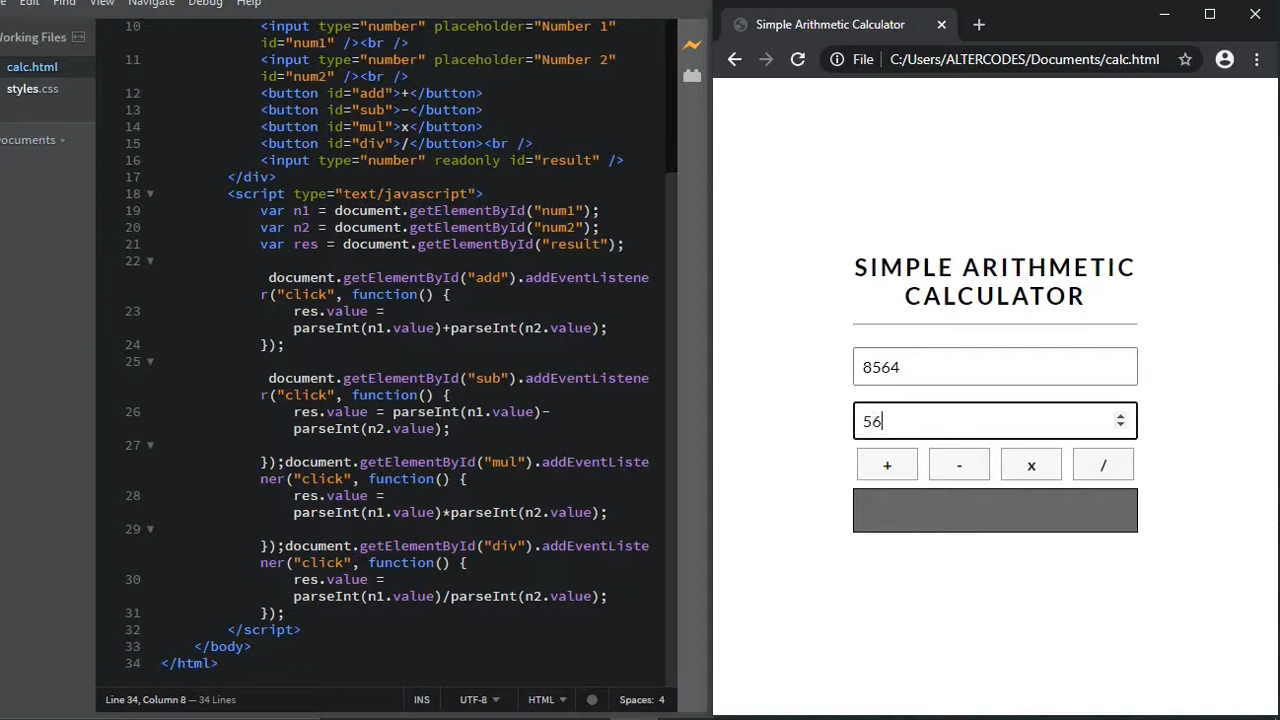 Edit Find View Navigate Debug Help
Working Files
calc.html
styles.css
Documents
10 <input type="number" placeholder="Number 1"
id="num1" /><br />
11 <input type="number" placeholder="Number 2"
id="num2" /><br />
12 <button id="add">+</button>
13 <button id="sub">-</button>
14 <button id="mul">x</button>
15 <button id="div">/</button><br />
16 <input type="number" readonly id="result" />
17 </div>
18 <script type="text/javascript">
19 var n1 = document.getElementById("num1");
20 var n2 = document.getElementById("num2");
21 var res = document.getElementById("result");
22
document.getElementById("add").addEventListene
r("click", function() {
23 res.value =
parseInt(n1.value)+parseInt(n2.value);
24 });
25
document.getElementById("sub").addEventListene
r("click", function() {
26 res.value = parseInt(n1.value)-
parseInt(n2.value);
27
});document.getElementById("mul").addEventListe
ner("click", function() {
28 res.value =
parseInt(n1.value)*parseInt(n2.value);
29
});document.getElementById("div").addEventListe
ner("click", function() {
30 res.value =
parseInt(n1.value)/parseInt(n2.value);
31 });
32 </script>
33 </body>
34 </html>
Line 34, Column 8 — 34 Lines
INS UTF-8 HTML Spaces: 4
Simple Arithmetic Calculator
File C:/Users/ALTERCODES/Documents/calc.html
SIMPLE ARITHMETIC
CALCULATOR
8564
56
+ - x /